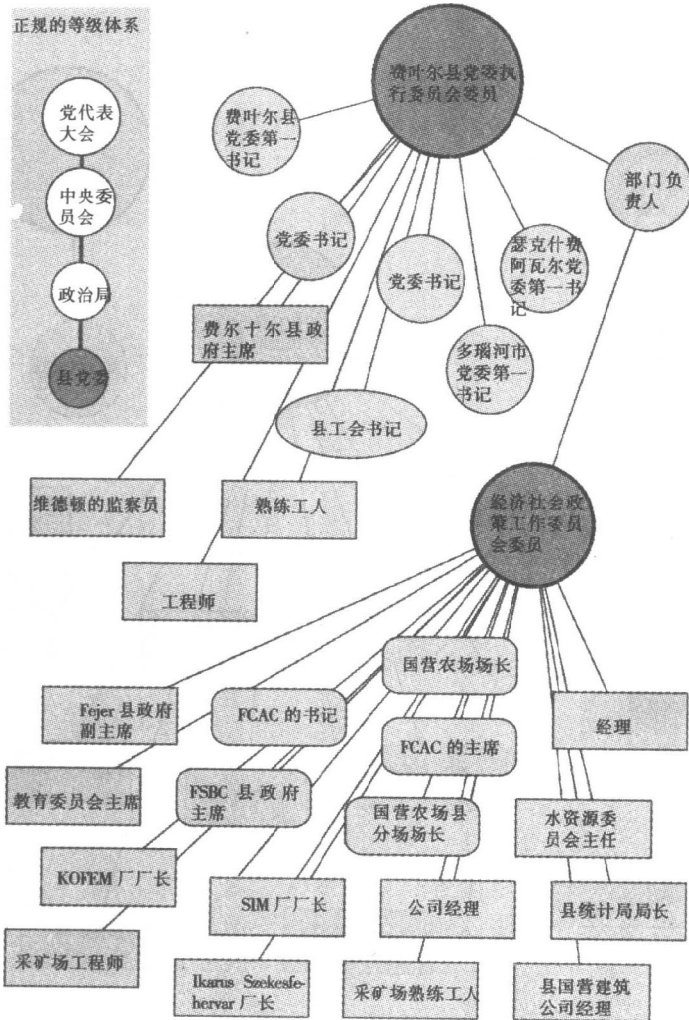 正规的等级体系
党代表
大会
中央委
员会
政治局
县党委
费叶尔县党委执
行委员会委员
费叶尔县
党委第一
书记
部门负
责人
党委书记
党委书记
瑟克什费
阿瓦尔党
委第一书
记
费尔十尔县政
府主席
多瑙河市
党委第一
书记
县工会书记
维德顿的监察员
熟练工人
经济社会政
策工作委员
会委员
工程师
国营农场场长
Fejer 县政府
副主席
FCAC 的书记
经理
FCAC 的主席
教育委员会主席
FSBC 县政府
主席
国营农场县
分场场长
水资源委
员会主任
KOFEM 厂厂长
SIM 厂厂长
公司经理
县统计局局长
采矿场工程师
Ikarus Szekesfe-
hervar 厂长
采矿场熟练工人
县国营建筑
公司经理